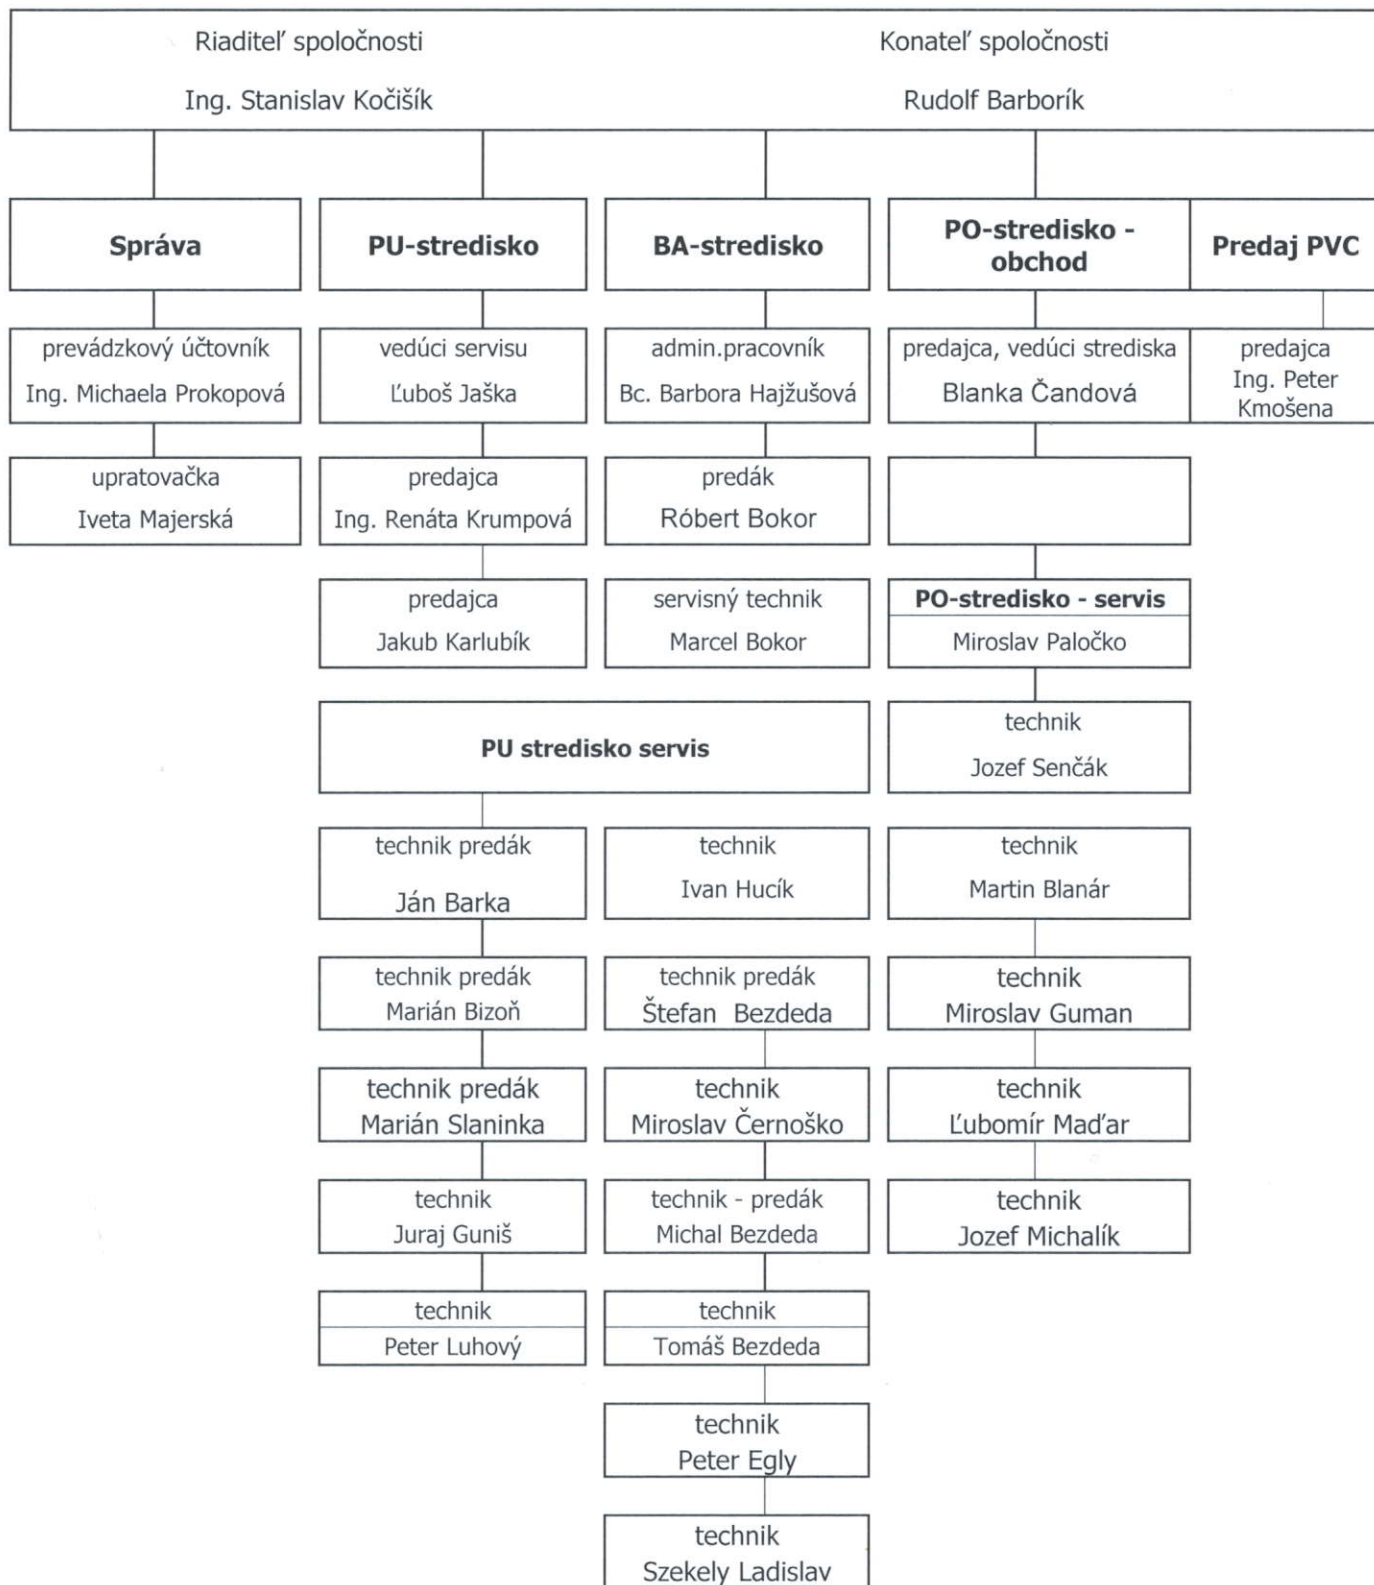 Riaditeľ spoločnosti
Ing. Stanislav Kočišík
Konateľ spoločnosti
Rudolf Barborík
Správa
prevádzkový účtovník
Ing. Michaela Prokopová
upratovačka
Iveta Majerská
PU-stredisko
vedúci servisu
Ľuboš Jaška
predajca
Ing. Renáta Krumpová
predajca
Jakub Karlubík
BA-stredisko
admin.pracovník
Bc. Barbora Hajžušová
predák
Róbert Bokor
servisný technik
Marcel Bokor
PO-stredisko -
obchod
predajca, vedúci strediska
Blanka Čandová
Predaj PVC
predajca
Ing. Peter
Kmošena
PO-stredisko - servis
Miroslav Paločko
technik
Jozef Senčák
technik
Martin Blanár
technik
Miroslav Guman
technik
Ľubomír Maďar
technik
Jozef Michalík
PU stredisko servis
technik predák
Ján Barka
technik predák
Marián Bizoň
technik predák
Marián Slaninka
technik
Juraj Guniš
technik
Peter Luhový
technik
Ivan Hucík
technik predák
Štefan Bezdeda
technik
Miroslav Černoško
technik - predák
Michal Bezdeda
technik
Tomáš Bezdeda
technik
Peter Egly
technik
Szekely Ladislav